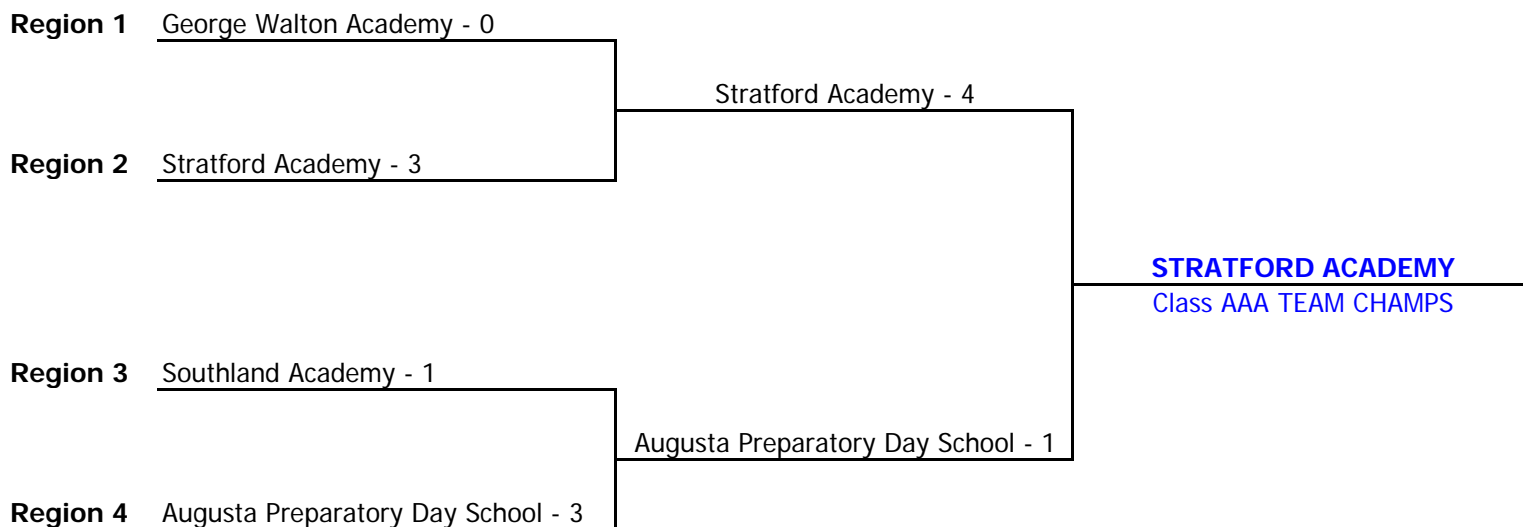 Region 1 George Walton Academy - 0
Stratford Academy - 4
Region 2 Stratford Academy - 3
STRATFORD ACADEMY
Class AAA TEAM CHAMPS
Region 3 Southland Academy - 1
Augusta Preparatory Day School - 1
Region 4 Augusta Preparatory Day School - 3